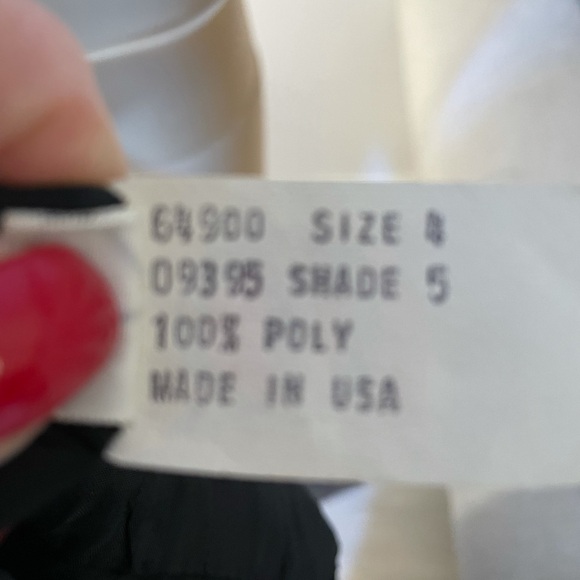 64900 SIZE 4
09395 SHADE 5
100% POLY
MADE IN USA